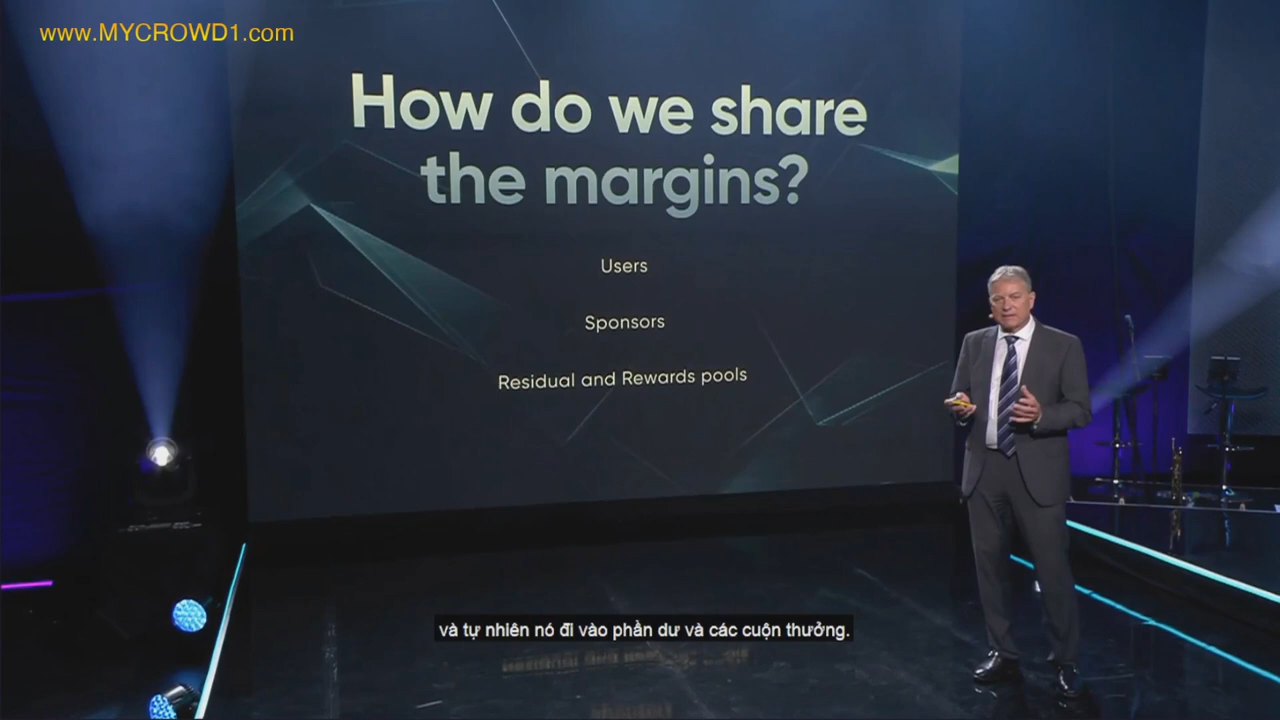 www.MYCROWD1.com
How do we share
the margins?
Users
Sponsors
Residual and Rewards pools
và tự nhiên nó đi vào phần dư và các cuộn thưởng.